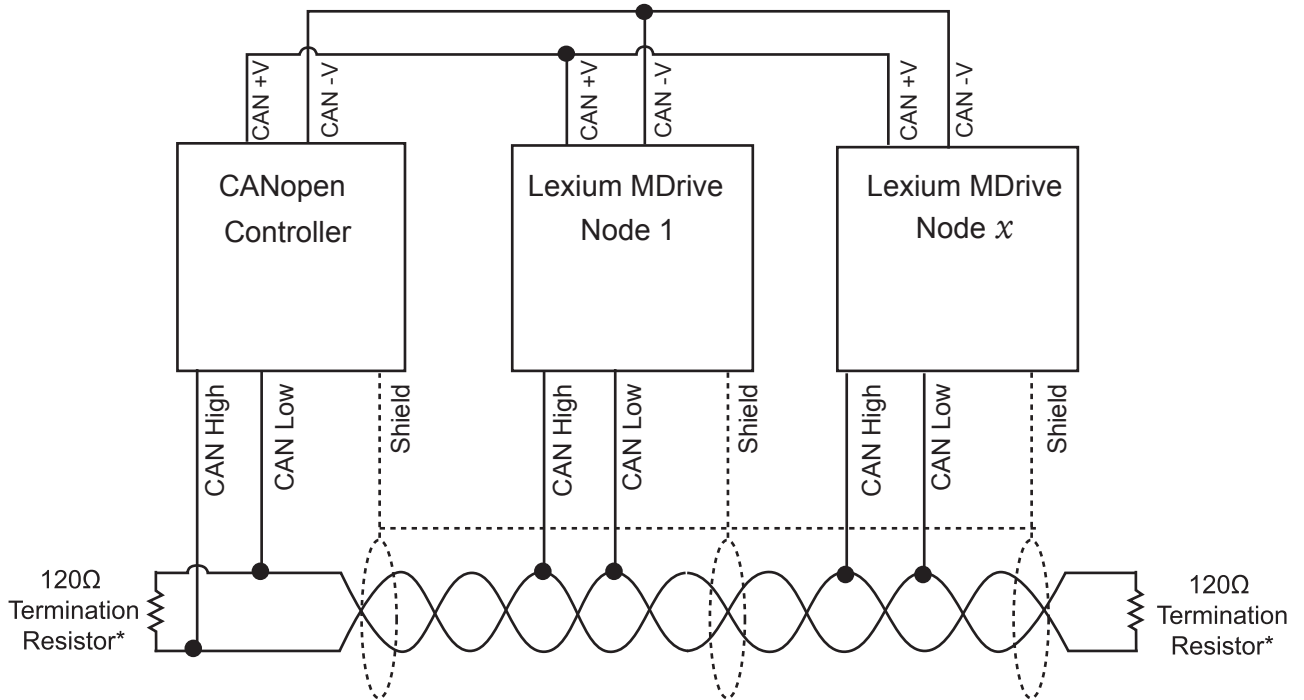 CAN +V
CAN -V
CAN +V
CAN -V
CAN +V
CAN -V
CANopen
Controller
Lexium MDrive
Node 1
Lexium MDrive
Node x
CAN High
CAN Low
Shield
CAN High
CAN Low
Shield
CAN High
CAN Low
Shield
120Ω
Termination
Resistor*
120Ω
Termination
Resistor*